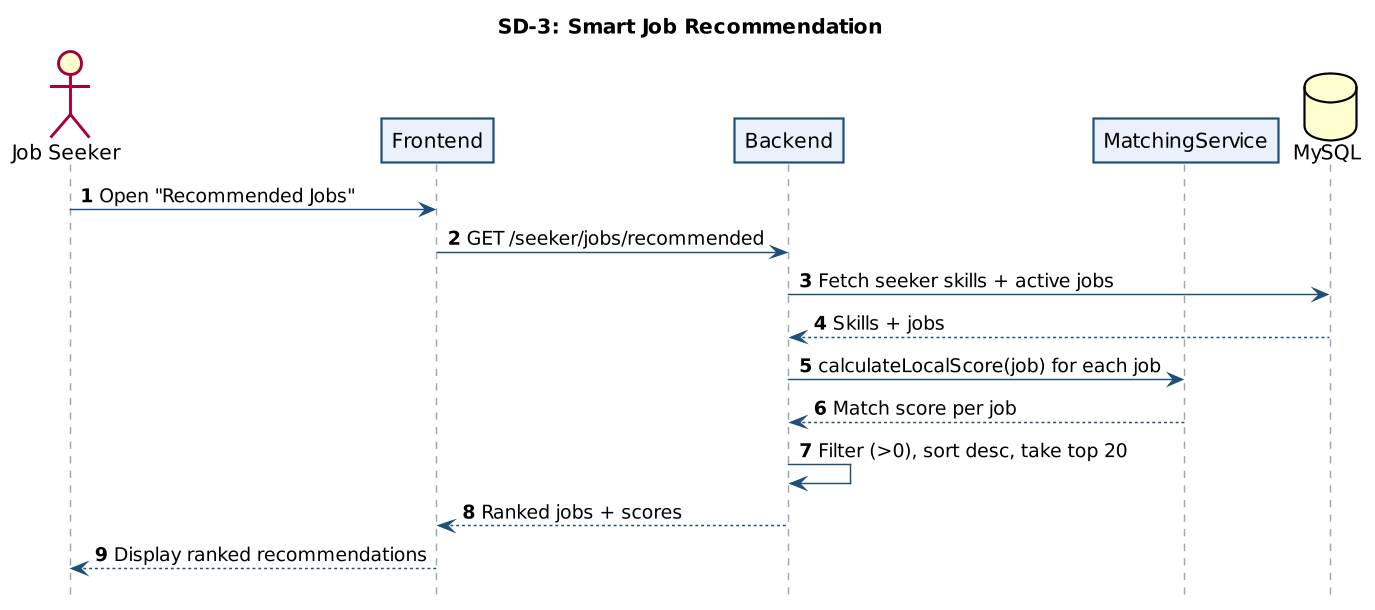 SD-3: Smart Job Recommendation
Job Seeker
Frontend
Backend
MatchingService
MySQL
1 Open "Recommended Jobs"
2 GET /seeker/jobs/recommended
3 Fetch seeker skills + active jobs
4 Skills + jobs
5 calculateLocalScore(job) for each job
6 Match score per job
7 Filter (>0), sort desc, take top 20
8 Ranked jobs + scores
9 Display ranked recommendations